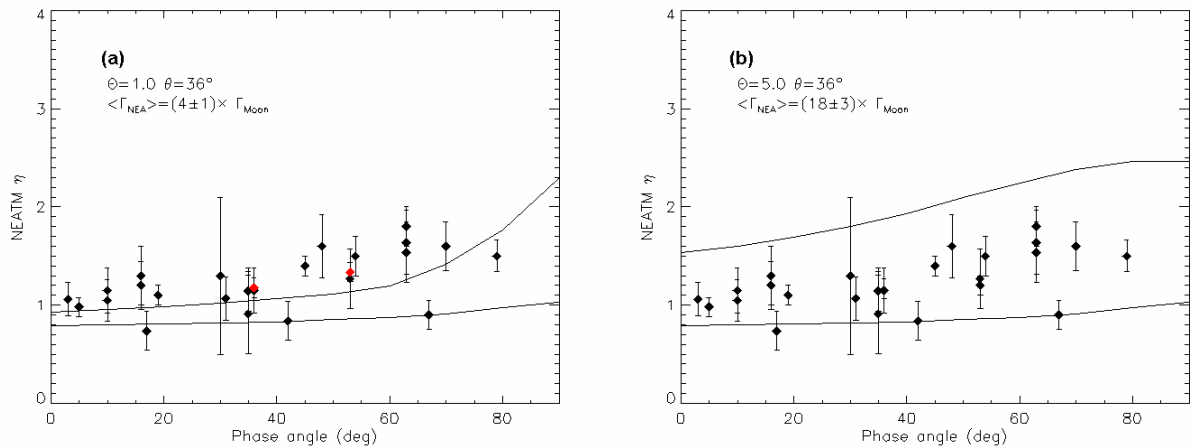 (a)
Θ=1.0 θ=36°
<Γ_NEA>=(4±1)× Γ_Moon
NEATM η
4
3
2
1
0
0 20 40 60 80
Phase angle (deg)
(b)
Θ=5.0 θ=36°
<Γ_NEA>=(18±3)× Γ_Moon
NEATM η
4
3
2
1
0
0 20 40 60 80
Phase angle (deg)